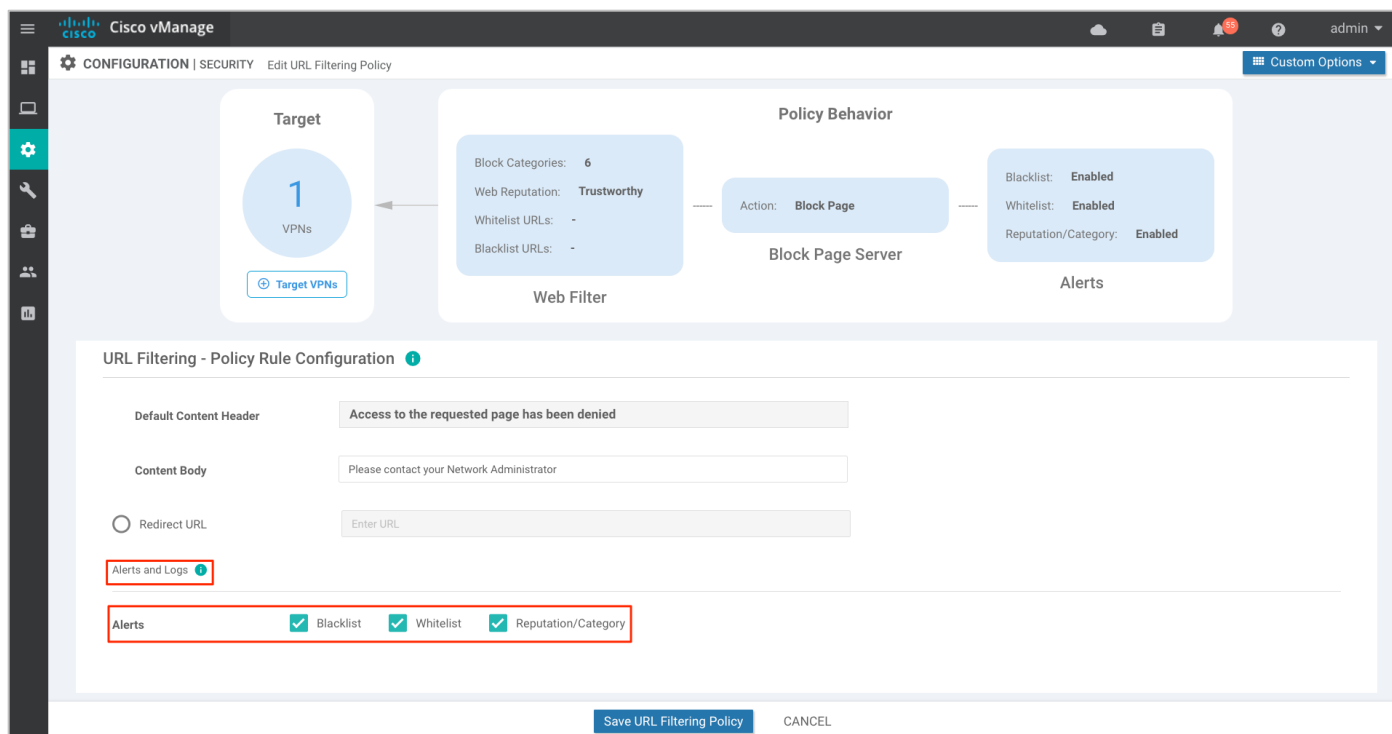 cisco Cisco vManage
55
admin
CONFIGURATION | SECURITY Edit URL Filtering Policy
Custom Options
Target
1
VPNs
Target VPNs
Policy Behavior
Block Categories: 6
Web Reputation: Trustworthy
Whitelist URLs: -
Blacklist URLs: -
Web Filter
Action: Block Page
Block Page Server
Blacklist: Enabled
Whitelist: Enabled
Reputation/Category: Enabled
Alerts
URL Filtering - Policy Rule Configuration
Default Content Header Access to the requested page has been denied
Content Body Please contact your Network Administrator
Redirect URL Enter URL
Alerts and Logs
Alerts Blacklist Whitelist Reputation/Category
Save URL Filtering Policy CANCEL